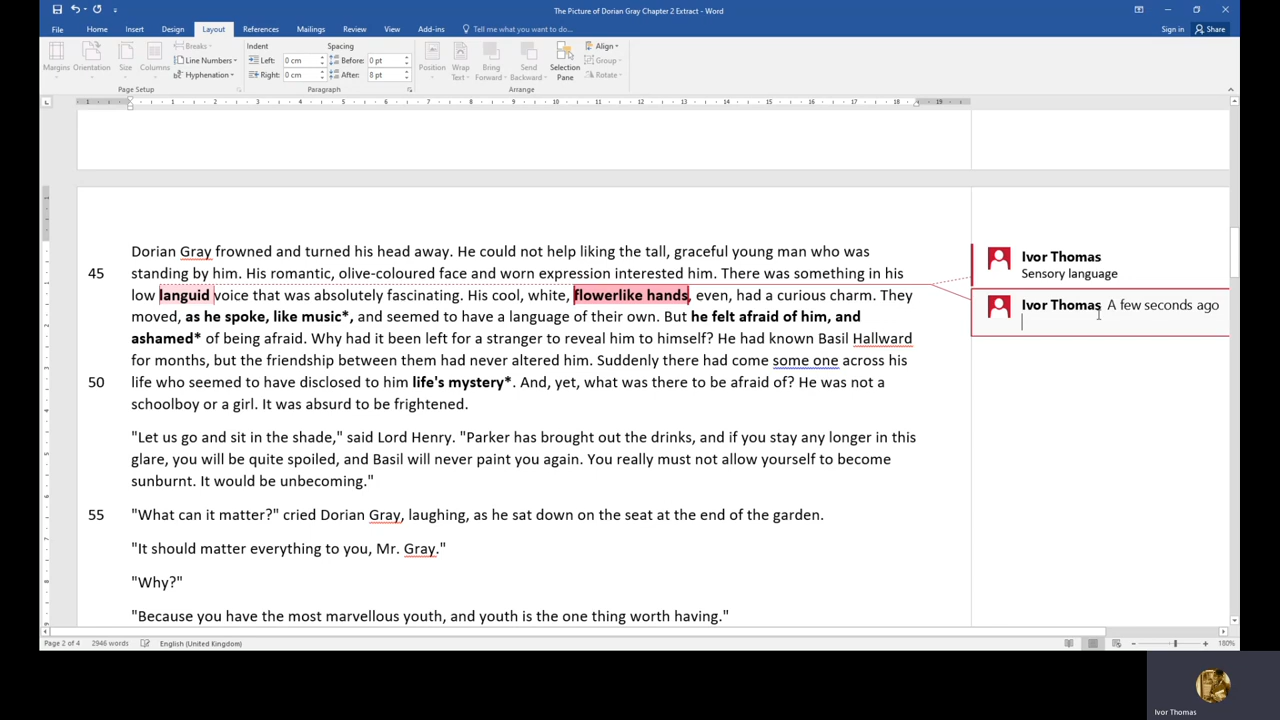 The Picture of Dorian Gray Chapter 2 Extract - Word
File Home Insert Design Layout References Mailings Review View Add-ins Tell me what you want to do... Sign in Share
Margins Orientation Size Columns Breaks Line Numbers Hyphenation
Page Setup
Indent Spacing
Left: 0 cm Before: 0 pt
Right: 0 cm After: 8 pt
Paragraph
Position Wrap Text Bring Forward Send Backward Selection Pane Align Group Rotate
Arrange
Dorian Gray frowned and turned his head away. He could not help liking the tall, graceful young man who was
45 standing by him. His romantic, olive-coloured face and worn expression interested him. There was something in his
low languid voice that was absolutely fascinating. His cool, white, flowerlike hands, even, had a curious charm. They
moved, as he spoke, like music*, and seemed to have a language of their own. But he felt afraid of him, and
ashamed* of being afraid. Why had it been left for a stranger to reveal him to himself? He had known Basil Hallward
for months, but the friendship between them had never altered him. Suddenly there had come some one across his
50 life who seemed to have disclosed to him life's mystery*. And, yet, what was there to be afraid of? He was not a
schoolboy or a girl. It was absurd to be frightened.
"Let us go and sit in the shade," said Lord Henry. "Parker has brought out the drinks, and if you stay any longer in this
glare, you will be quite spoiled, and Basil will never paint you again. You really must not allow yourself to become
sunburnt. It would be unbecoming."
55 "What can it matter?" cried Dorian Gray, laughing, as he sat down on the seat at the end of the garden.
"It should matter everything to you, Mr. Gray."
"Why?"
"Because you have the most marvellous youth, and youth is the one thing worth having."
Ivor Thomas
Sensory language
Ivor Thomas A few seconds ago
Page 2 of 4 2946 words English (United Kingdom) 180%
Ivor Thomas